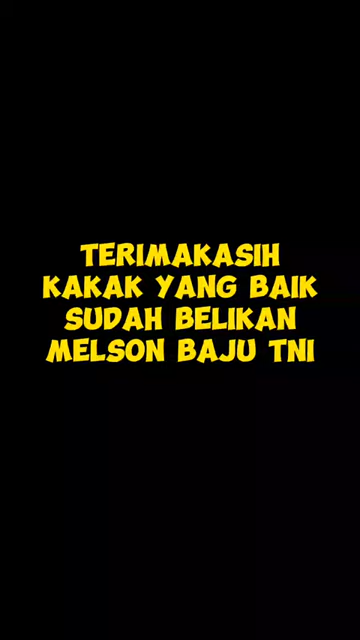 TERIMAKASIH
KAKAK YANG BAIK
SUDAH BELIKAN
MELSON BAJU TNI